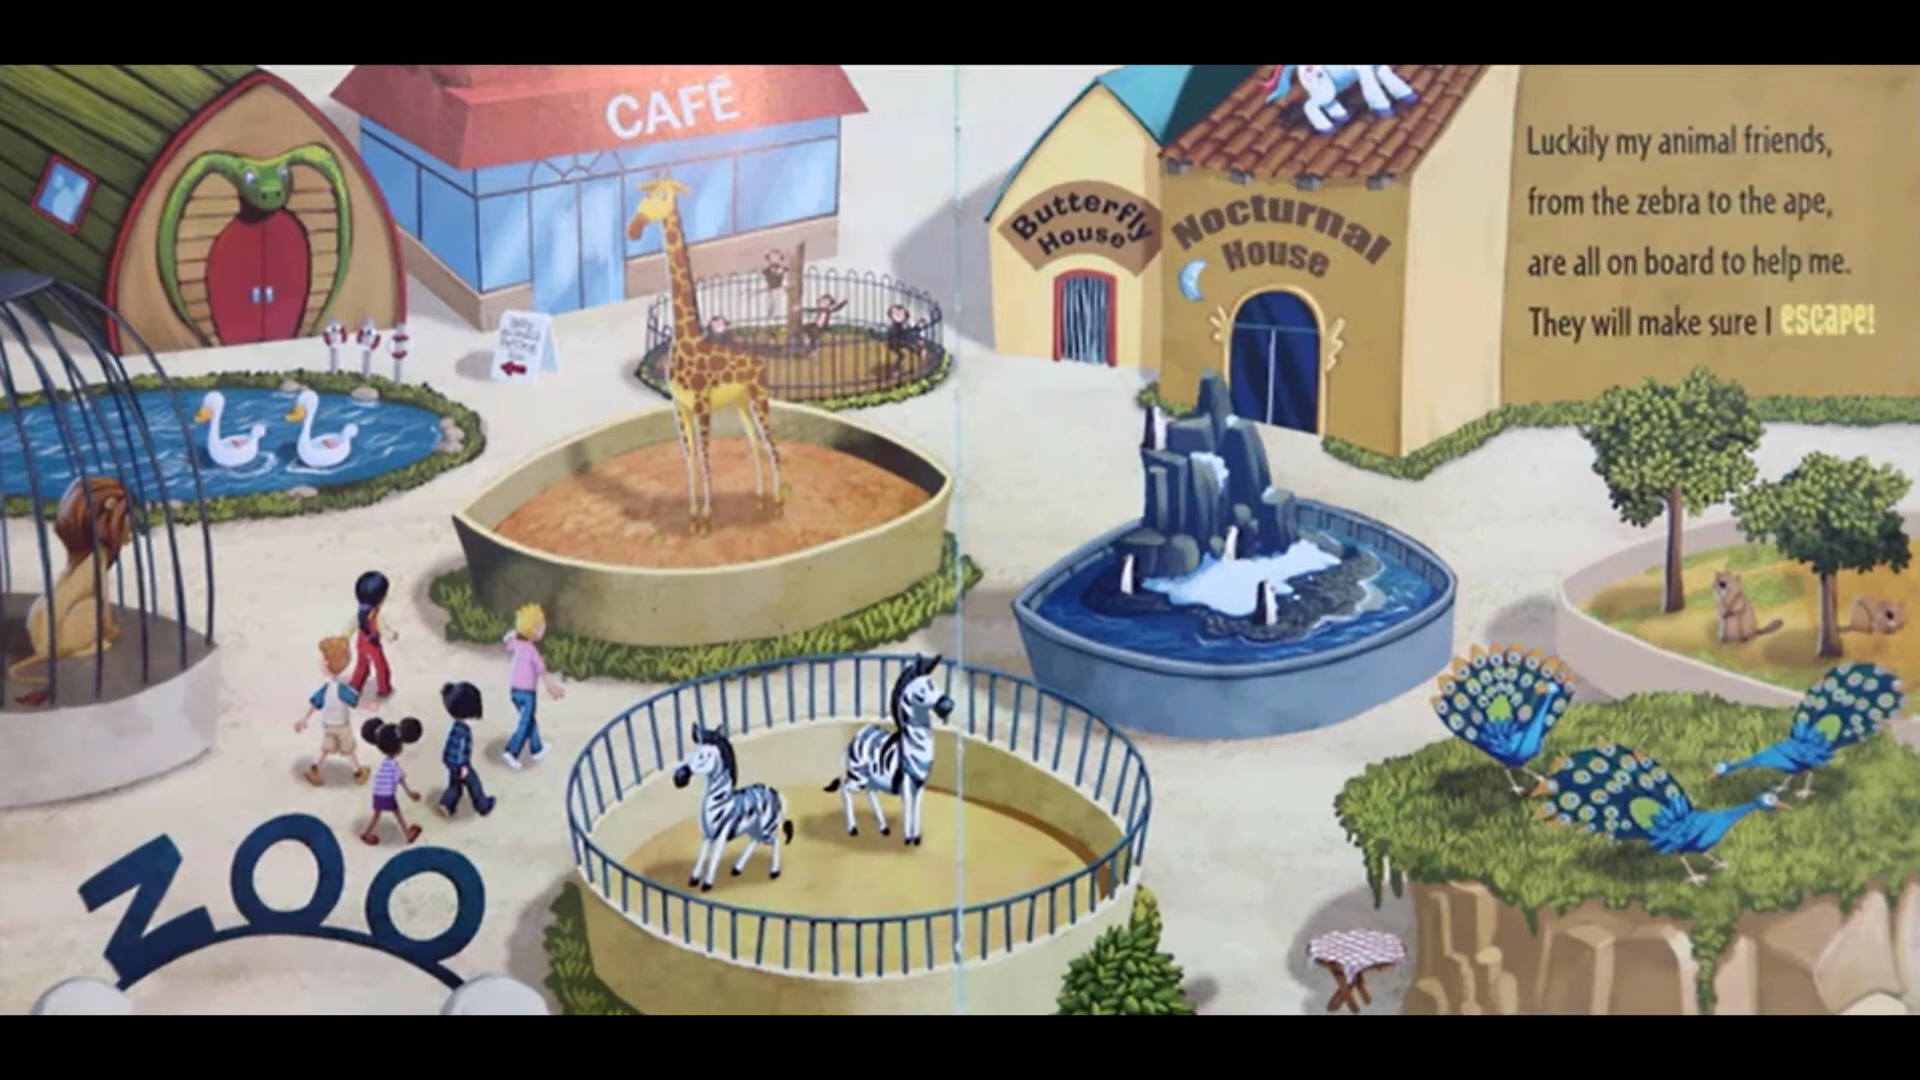 CAFE
Butterfly
House
Nocturnal
House
Luckily my animal friends,
from the zebra to the ape,
are all on board to help me.
They will make sure I escape!
ZOO